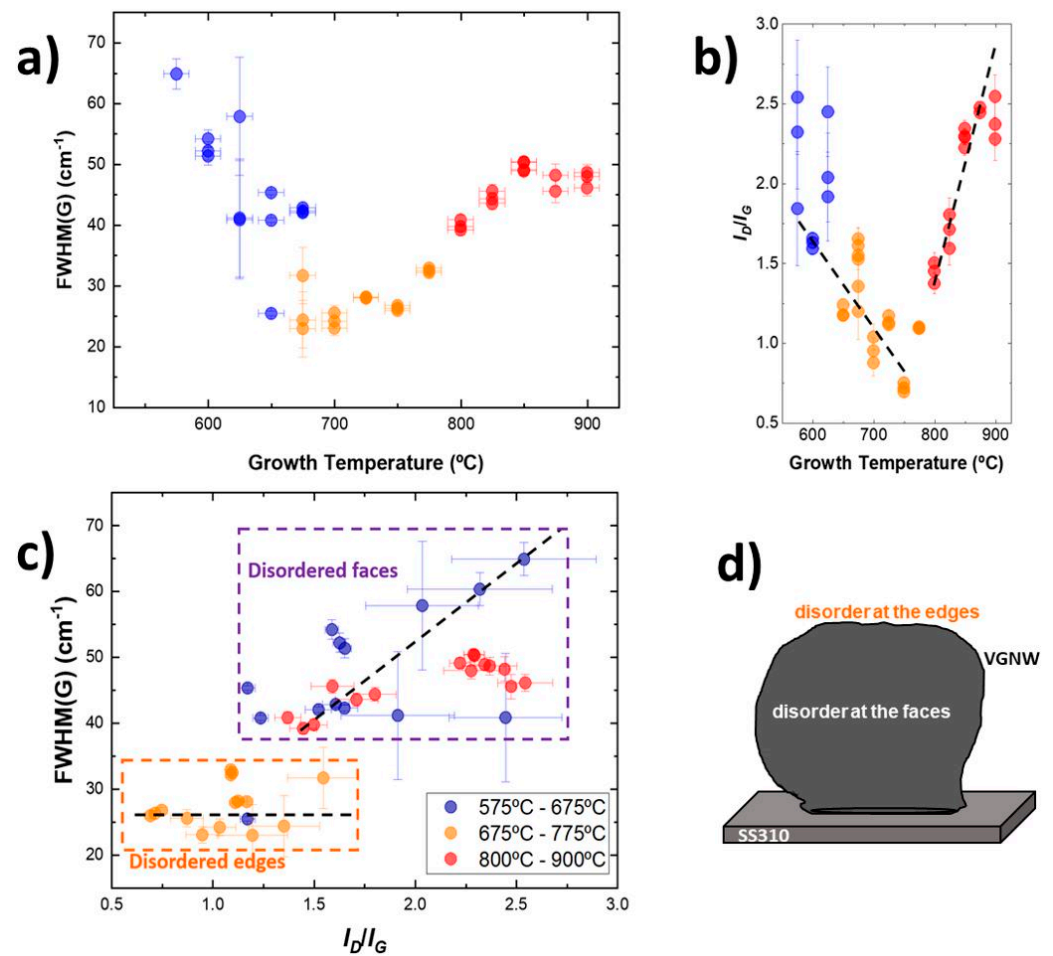 a)
FWHM(G) (cm⁻¹)
70
60
50
40
30
20
10
600
700
800
900
Growth Temperature (ºC)
b)
I_D/I_G
3.0
2.5
2.0
1.5
1.0
0.5
600
700
800
900
Growth Temperature (ºC)
c)
FWHM(G) (cm⁻¹)
70
60
50
40
30
20
Disordered faces
Disordered edges
575ºC - 675ºC
675ºC - 775ºC
800ºC - 900ºC
0.5
1.0
1.5
2.0
2.5
3.0
I_D/I_G
d)
disorder at the edges
VGNW
disorder at the faces
SS310